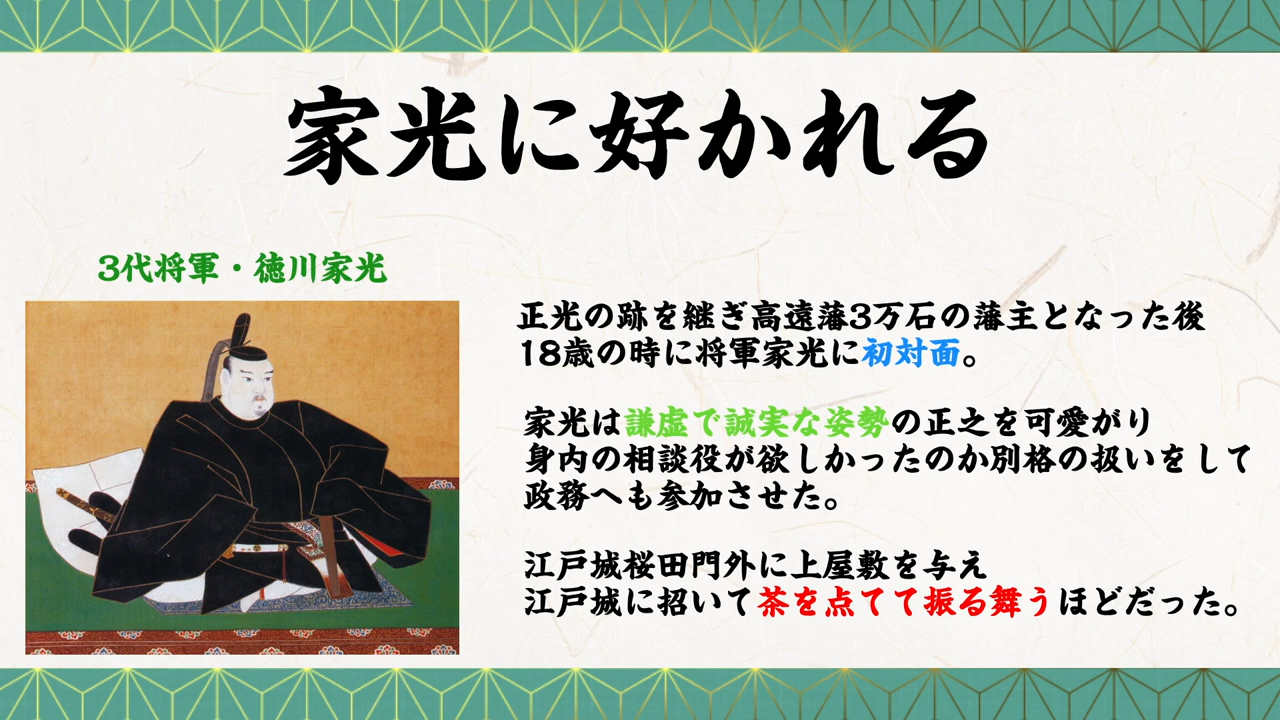 家光に好かれる
3代将軍・徳川家光
正光の跡を継ぎ高遠藩3万石の藩主となった後
18歳の時に将軍家光に初対面。
家光は謙虚で誠実な姿勢の正之を可愛がり
身内の相談役が欲しかったのか別格の扱いをして
政務へも参加させた。
江戸城桜田門外に上屋敷を与え
江戸城に招いて茶を点てて振る舞うほどだった。